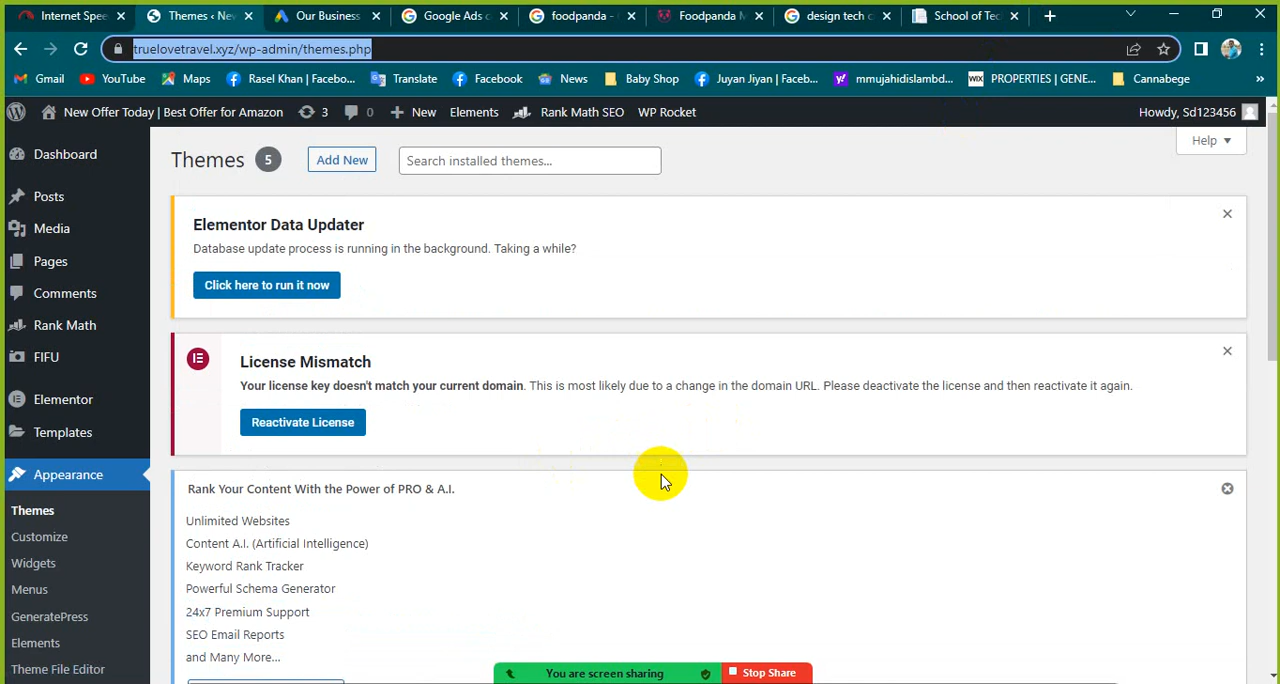 Internet Spee
Themes ‹ Nev
Our Business
Google Ads c
foodpanda -
Foodpanda M
design tech c
School of Tec
truelovetravel.xyz/wp-admin/themes.php
Gmail
YouTube
Maps
Rasel Khan | Faceboo...
Translate
Facebook
News
Baby Shop
Juyan Jiyan | Faceb...
mmujahidislambd...
WIX PROPERTIES | GENE...
Cannabege
»
New Offer Today | Best Offer for Amazon
3
0
New
Elements
Rank Math SEO
WP Rocket
Howdy, Sd123456
Dashboard
Posts
Media
Pages
Comments
Rank Math
FIFU
Elementor
Templates
Appearance
Themes
Customize
Widgets
Menus
GeneratePress
Elements
Theme File Editor
Themes 5
Add New
Search installed themes...
Help
Elementor Data Updater
Database update process is running in the background. Taking a while?
Click here to run it now
License Mismatch
Your license key doesn't match your current domain. This is most likely due to a change in the domain URL. Please deactivate the license and then reactivate it again.
Reactivate License
Rank Your Content With the Power of PRO & A.I.
Unlimited Websites
Content A.I. (Artificial Intelligence)
Keyword Rank Tracker
Powerful Schema Generator
24x7 Premium Support
SEO Email Reports
and Many More...
You are screen sharing
Stop Share